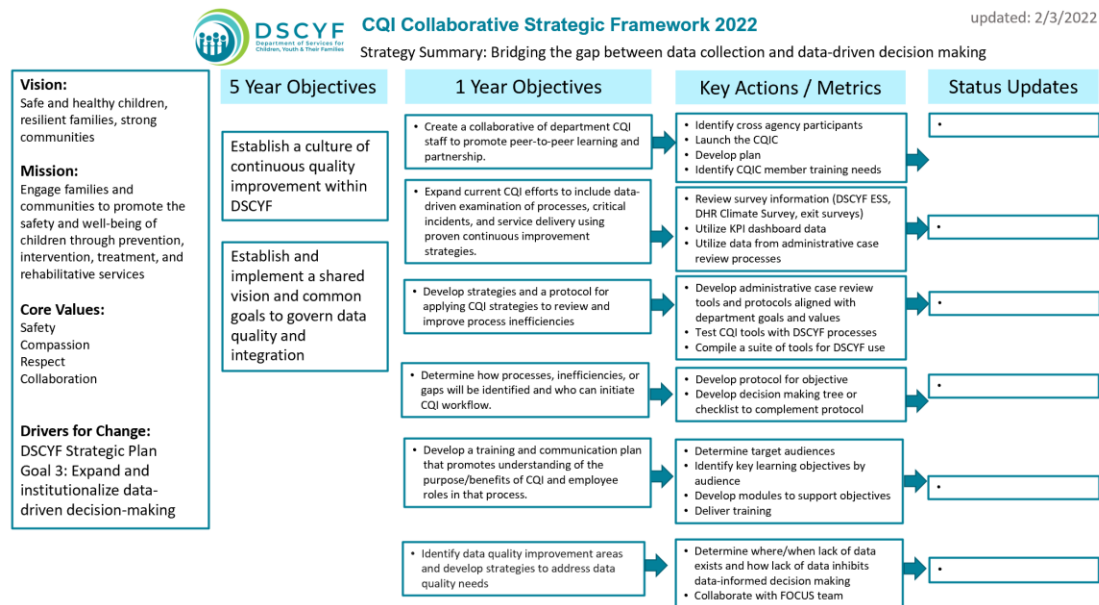 DSCYF
Department of Services for
Children, Youth & Their Families
CQI Collaborative Strategic Framework 2022
updated: 2/3/2022
Strategy Summary: Bridging the gap between data collection and data-driven decision making
Vision:
Safe and healthy children,
resilient families, strong
communities
Mission:
Engage families and
communities to promote the
safety and well-being of
children through prevention,
intervention, treatment, and
rehabilitative services
Core Values:
Safety
Compassion
Respect
Collaboration
Drivers for Change:
DSCYF Strategic Plan
Goal 3: Expand and
institutionalize data-
driven decision-making
5 Year Objectives
Establish a culture of
continuous quality
improvement within
DSCYF
Establish and
implement a shared
vision and common
goals to govern data
quality and
integration
1 Year Objectives
• Create a collaborative of department CQI
staff to promote peer-to-peer learning and
partnership.
• Expand current CQI efforts to include data-
driven examination of processes, critical
incidents, and service delivery using
proven continuous improvement
strategies.
• Develop strategies and a protocol for
applying CQI strategies to review and
improve process inefficiencies
• Determine how processes, inefficiencies, or
gaps will be identified and who can initiate
CQI workflow.
• Develop a training and communication plan
that promotes understanding of the
purpose/benefits of CQI and employee
roles in that process.
• Identify data quality improvement areas
and develop strategies to address data
quality needs
Key Actions / Metrics
• Identify cross agency participants
• Launch the CQIC
• Develop plan
• Identify CQIC member training needs
• Review survey information (DSCYF ESS,
DHR Climate Survey, exit surveys)
• Utilize KPI dashboard data
• Utilize data from administrative case
review processes
• Develop administrative case review
tools and protocols aligned with
department goals and values
• Test CQI tools with DSCYF processes
• Compile a suite of tools for DSCYF use
• Develop protocol for objective
• Develop decision making tree or
checklist to complement protocol
• Determine target audiences
• Identify key learning objectives by
audience
• Develop modules to support objectives
• Deliver training
• Determine where/when lack of data
exists and how lack of data inhibits
data-informed decision making
• Collaborate with FOCUS team
Status Updates
•
•
•
•
•
•